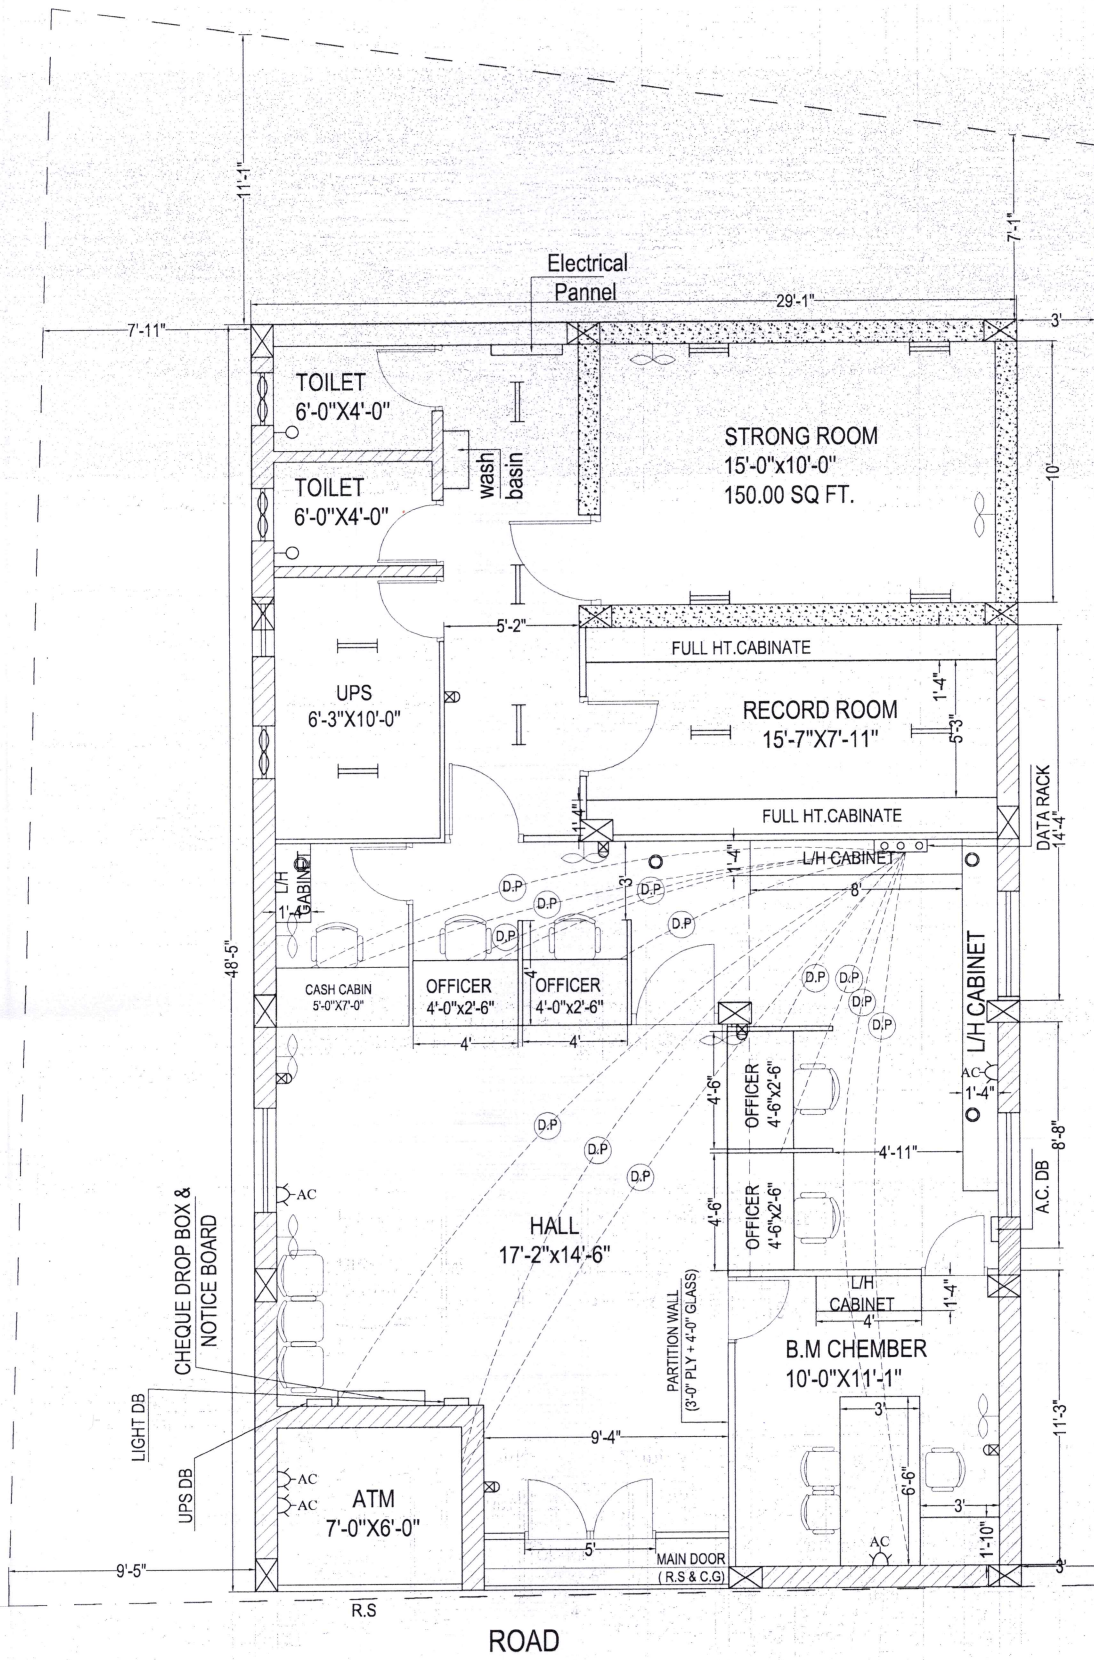 11'-1"
7'-1"
Electrical
Pannel
29'-1"
7'-11"
3'
TOILET
6'-0"X4'-0"
wash
basin
STRONG ROOM
15'-0"x10'-0"
150.00 SQ FT.
10'
TOILET
6'-0"X4'-0"
5'-2"
FULL HT.CABINATE
1'-4"
UPS
6'-3"X10'-0"
RECORD ROOM
15'-7"X7'-11"
5'-3"
1'-4"
FULL HT.CABINATE
DATA RACK
14'-4"
L/H
CABINET
1'-4"
3'
1'-4"
L/H CABINET
8'
D.P
D.P
D.P
D.P
D.P
48'-5"
CASH CABIN
5'-0"X7'-0"
OFFICER
4'-0"x2'-6"
4'
OFFICER
4'-0"x2'-6"
4'
4'
D.P
D.P
D.P
D.P
L/H CABINET
AC
1'-4"
4'-6"
OFFICER
4'-6"x2'-6"
8'-8"
D.P
D.P
D.P
4'-11"
4'-6"
OFFICER
4'-6"x2'-6"
A.C. DB
AC
HALL
17'-2"x14'-6"
CHEQUE DROP BOX &
NOTICE BOARD
PARTITION WALL
(3'-0" PLY + 4'-0" GLASS)
L/H
CABINET
4'
1'-4"
B.M CHEMBER
10'-0"X11'-1"
3'
11'-3"
LIGHT DB
UPS DB
9'-4"
6'-6"
3'
1'-10"
AC
AC
AC
ATM
7'-0"X6'-0"
5'
MAIN DOOR
( R.S & C.G)
9'-5"
3'
R.S
ROAD